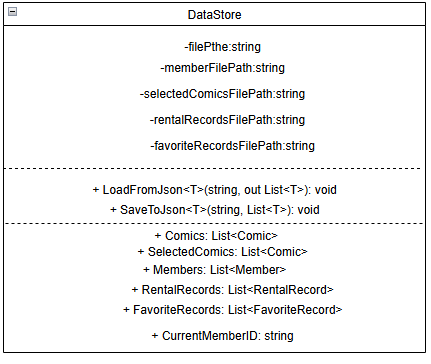 DataStore
-filePthe:string
-memberFilePath:string
-selectedComicsFilePath:string
-rentalRecordsFilePath:string
-favoriteRecordsFilePath:string
+ LoadFromJson<T>(string, out List<T>): void
+ SaveToJson<T>(string, List<T>): void
+ Comics: List<Comic>
+ SelectedComics: List<Comic>
+ Members: List<Member>
+ RentalRecords: List<RentalRecord>
+ FavoriteRecords: List<FavoriteRecord>
+ CurrentMemberID: string